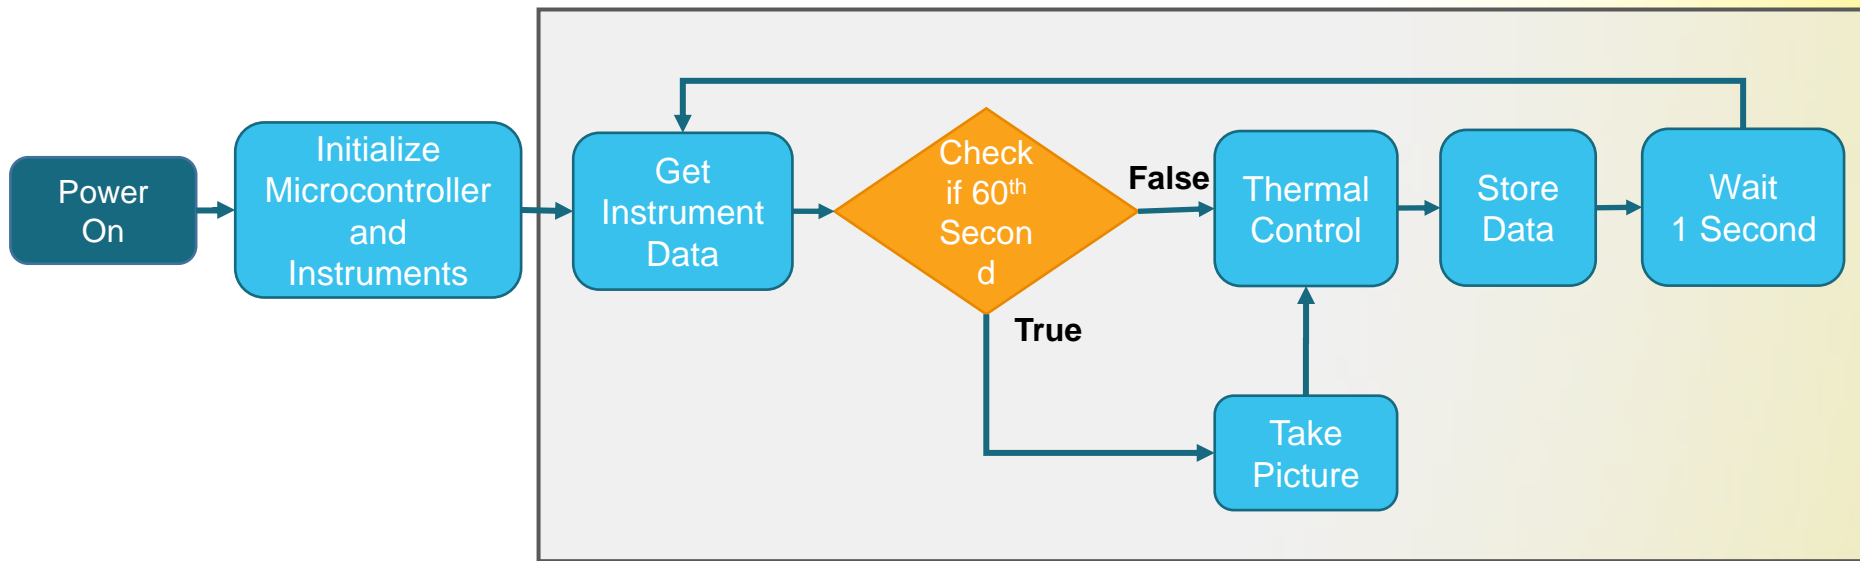 Power
On
Initialize
Microcontroller
and
Instruments
Get
Instrument
Data
Check
if 60th
Secon
d
False
True
Thermal
Control
Store
Data
Wait
1 Second
Take
Picture